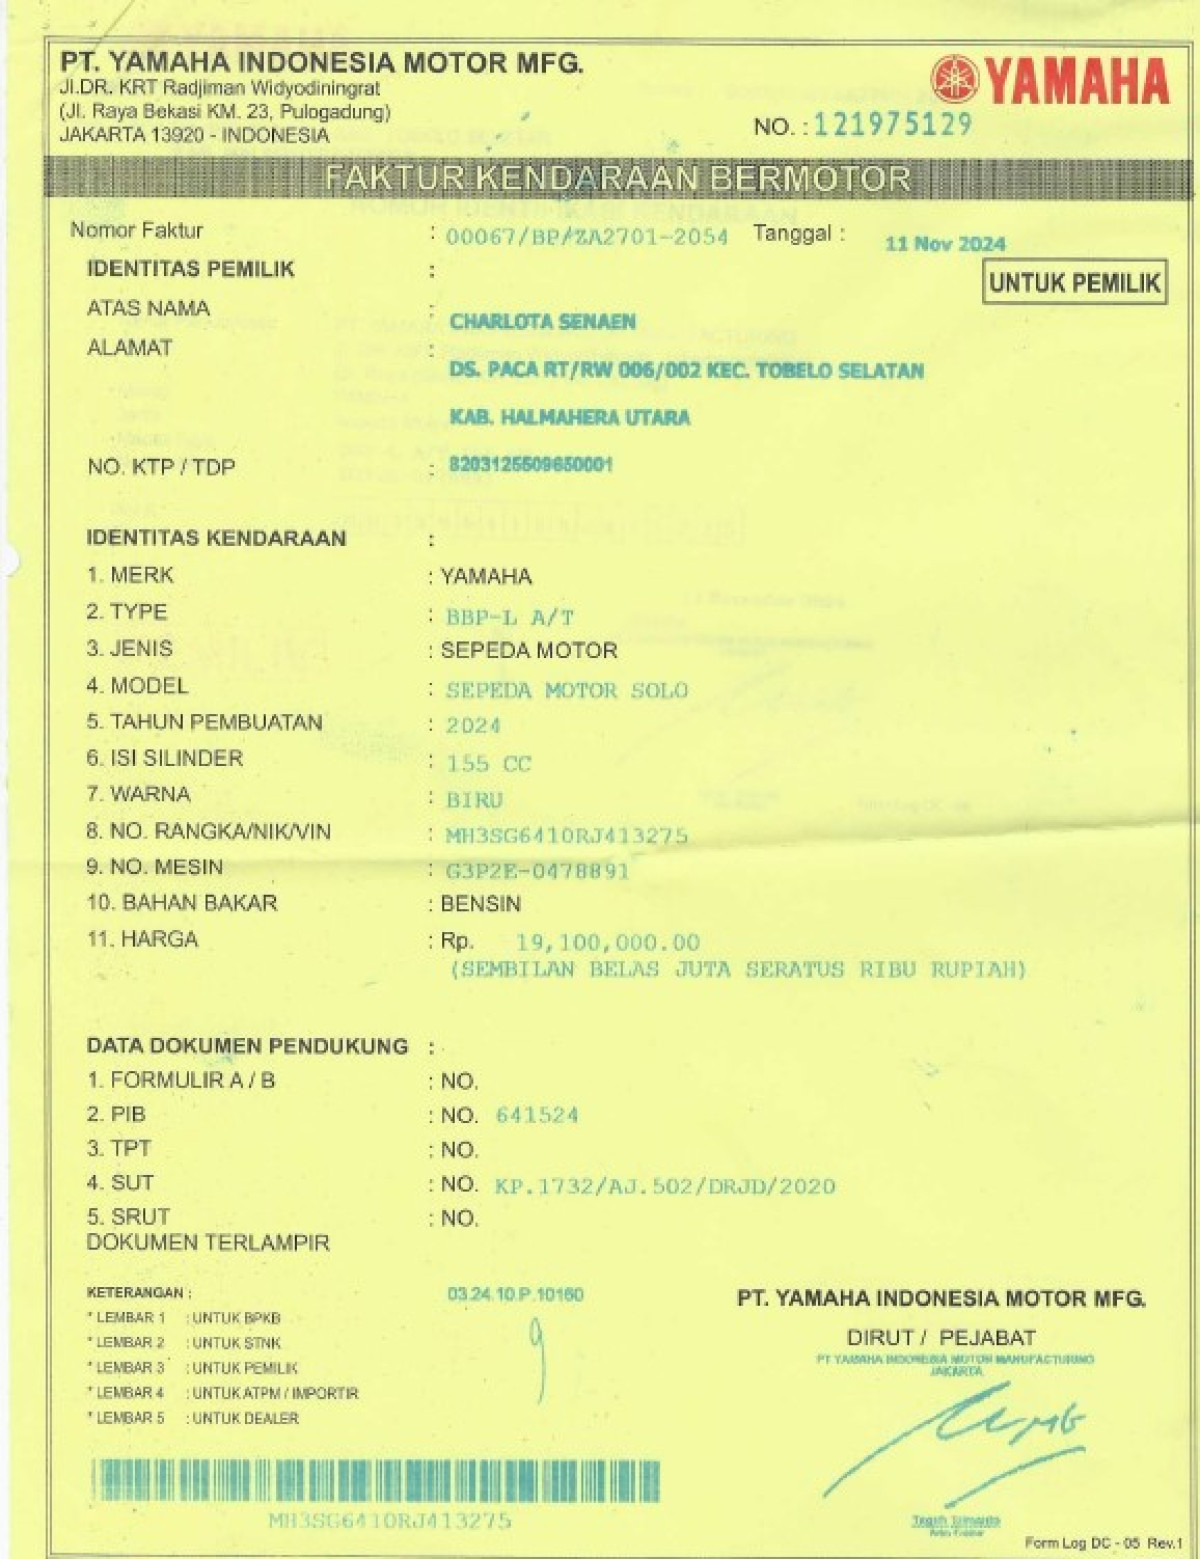 PT. YAMAHA INDONESIA MOTOR MFG.
Jl.DR. KRT Radjiman Widyodiningrat
(Jl. Raya Bekasi KM. 23, Pulogadung)
JAKARTA 13920 - INDONESIA
YAMAHA
NO. : 121975129
FAKTUR KENDARAAN BERMOTOR
Nomor Faktur : 00067/BP/ZA2701-2054 Tanggal : 11 Nov 2024
IDENTITAS PEMILIK :
UNTUK PEMILIK
ATAS NAMA : CHARLOTA SENAEN
ALAMAT : DS. PACA RT/RW 006/002 KEC. TOBELO SELATAN
KAB. HALMAHERA UTARA
NO. KTP / TDP : 8203125509650001
IDENTITAS KENDARAAN :
1. MERK : YAMAHA
2. TYPE : BBP-L A/T
3. JENIS : SEPEDA MOTOR
4. MODEL : SEPEDA MOTOR SOLO
5. TAHUN PEMBUATAN : 2024
6. ISI SILINDER : 155 CC
7. WARNA : BIRU
8. NO. RANGKA/NIK/VIN : MH3SG6410RJ413275
9. NO. MESIN : G3P2E-0478891
10. BAHAN BAKAR : BENSIN
11. HARGA : Rp. 19,100,000.00
(SEMBILAN BELAS JUTA SERATUS RIBU RUPIAH)
DATA DOKUMEN PENDUKUNG :
1. FORMULIR A / B : NO.
2. PIB : NO. 641524
3. TPT : NO.
4. SUT : NO. KP.1732/AJ.502/DRJD/2020
5. SRUT : NO.
DOKUMEN TERLAMPIR
KETERANGAN : 03.24.10.P.10160
* LEMBAR 1 : UNTUK BPKB
* LEMBAR 2 : UNTUK STNK
* LEMBAR 3 : UNTUK PEMILIK
* LEMBAR 4 : UNTUK ATPM / IMPORTIR
* LEMBAR 5 : UNTUK DEALER
PT. YAMAHA INDONESIA MOTOR MFG.
DIRUT / PEJABAT
PT YAMAHA INDONESIA MOTOR MANUFACTURING
JAKARTA
MH3SG6410RJ413275
Form Log DC - 05 Rev.1